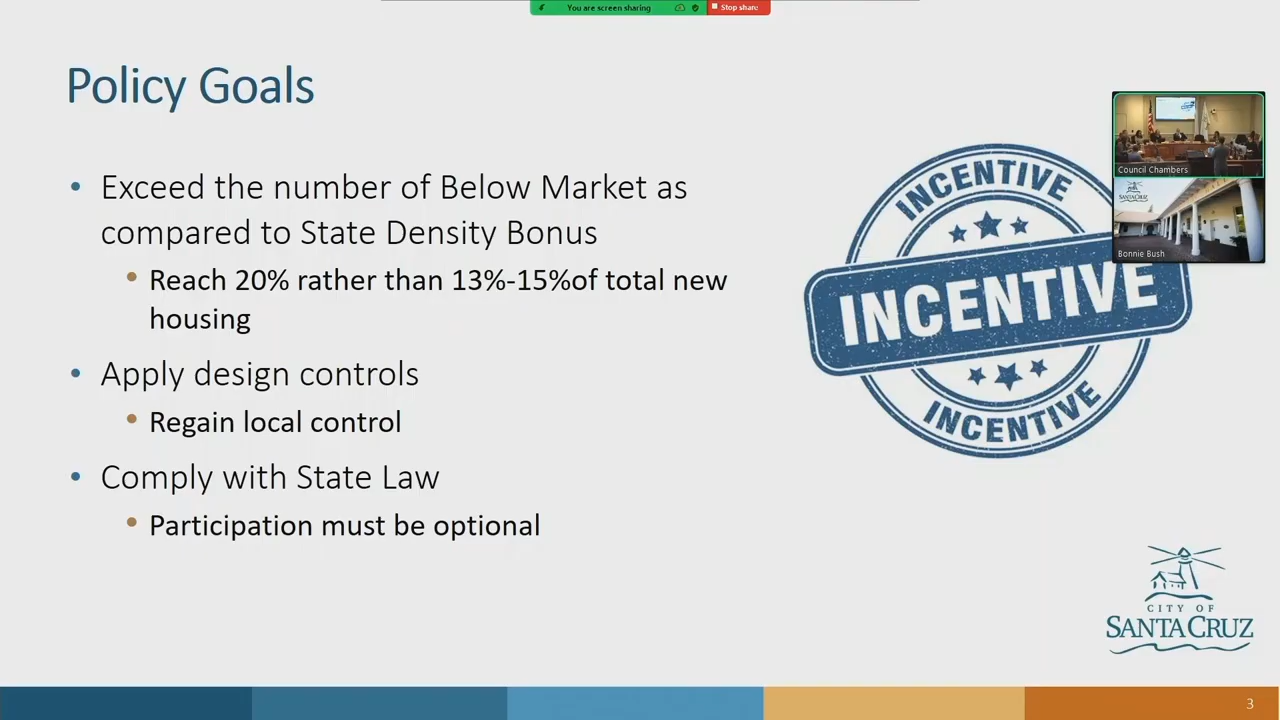 You are screen sharing
Stop share
Policy Goals
• Exceed the number of Below Market as
compared to State Density Bonus
• Reach 20% rather than 13%-15%of total new
housing
• Apply design controls
• Regain local control
• Comply with State Law
• Participation must be optional
INCENTIVE
INCENTIVE
INCENTIVE
Council Chambers
SANTA CRUZ
Bonnie Bush
CITY OF
SANTA CRUZ
3